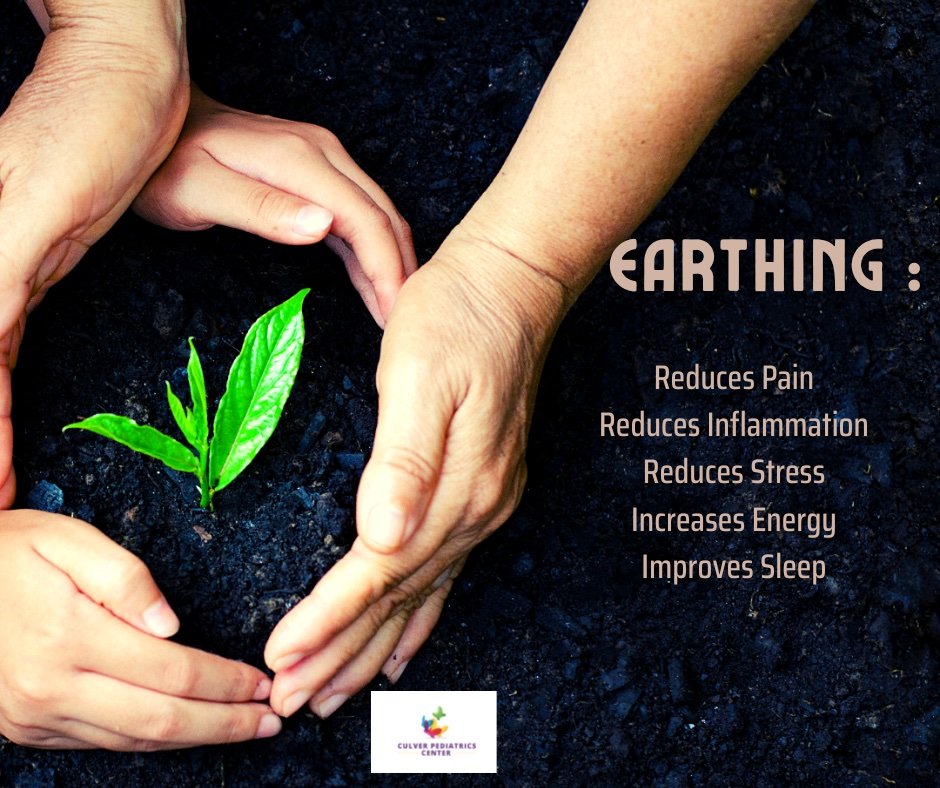 EARTHING :
Reduces Pain
Reduces Inflammation
Reduces Stress
Increases Energy
Improves Sleep
CULVER PEDIATRICS
CENTER